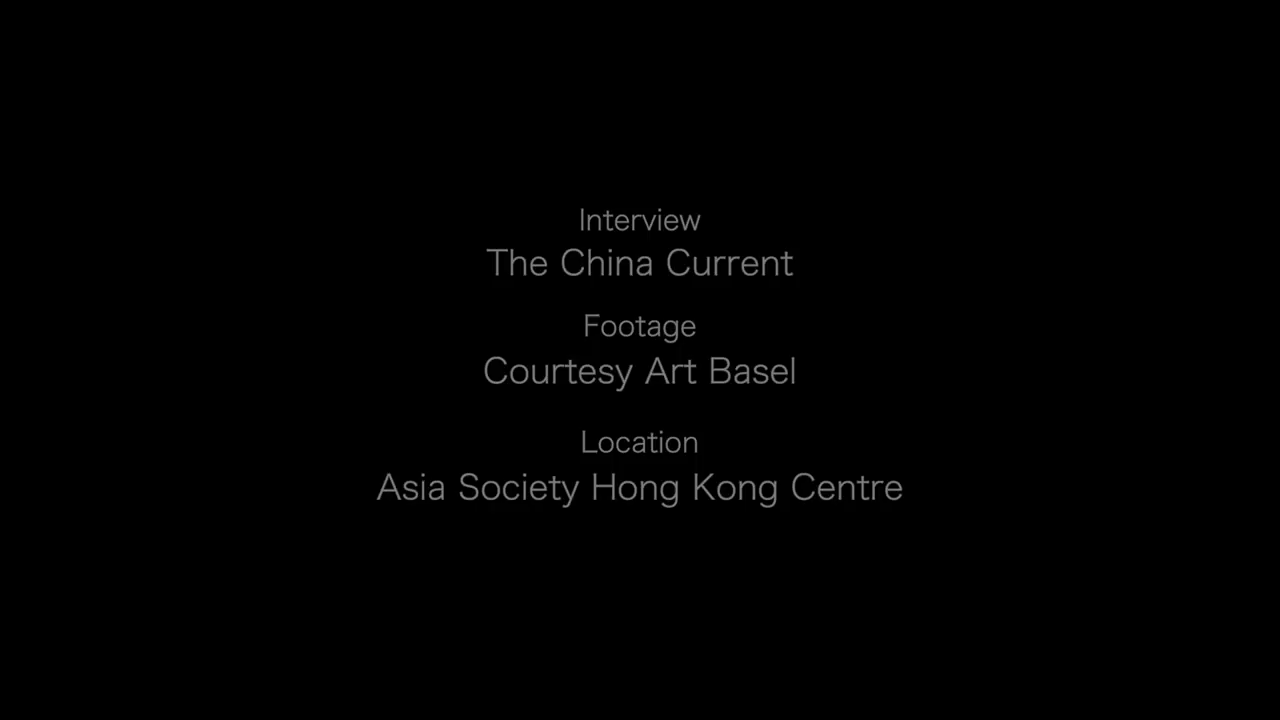 Interview
The China Current
Footage
Courtesy Art Basel
Location
Asia Society Hong Kong Centre